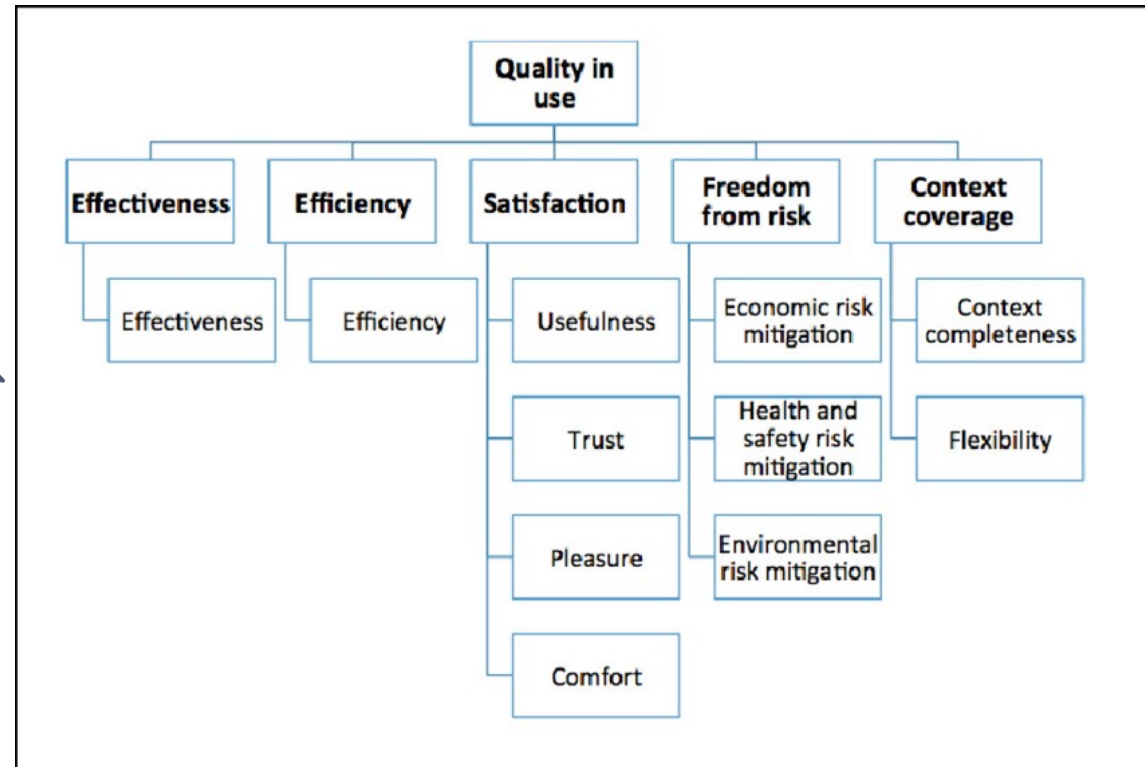 Quality in
use
Effectiveness
Efficiency
Satisfaction
Freedom
from risk
Context
coverage
Effectiveness
Efficiency
Usefulness
Economic risk
mitigation
Context
completeness
Trust
Health and
safety risk
mitigation
Flexibility
Pleasure
Environmental
risk mitigation
Comfort